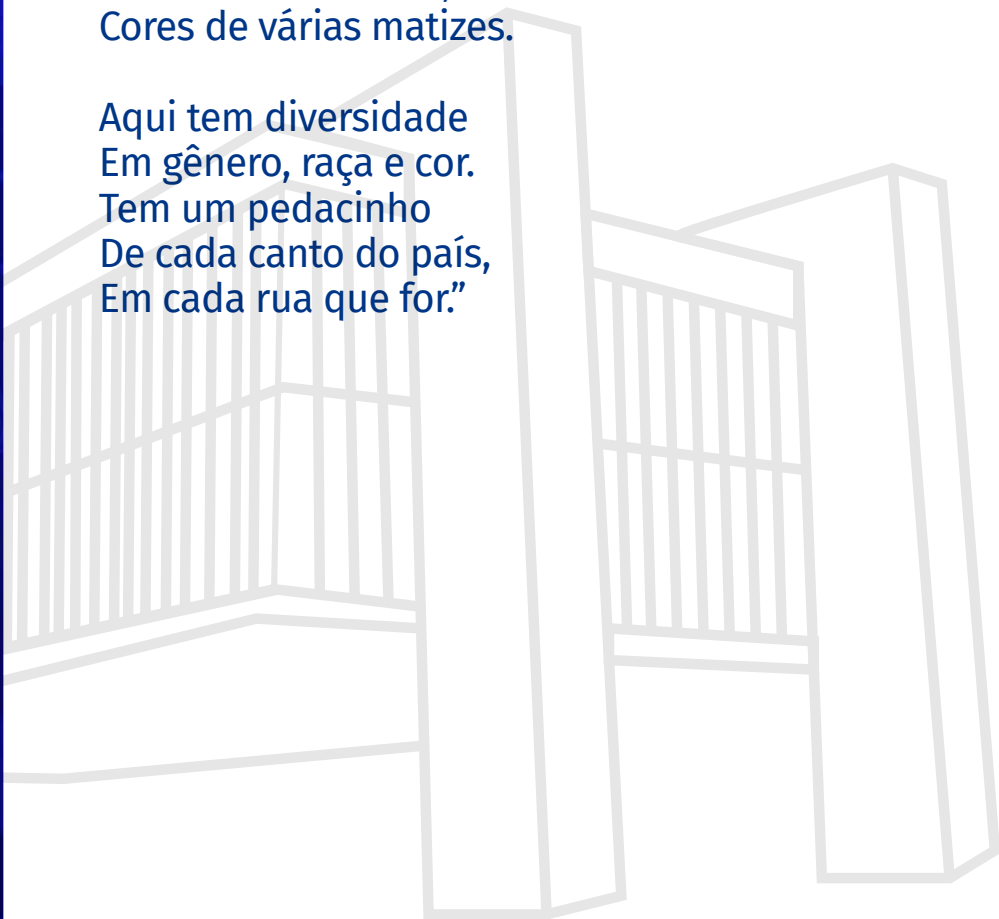 Cores de várias matizes.
Aqui tem diversidade
Em gênero, raça e cor.
Tem um pedacinho
De cada canto do país,
Em cada rua que for.”